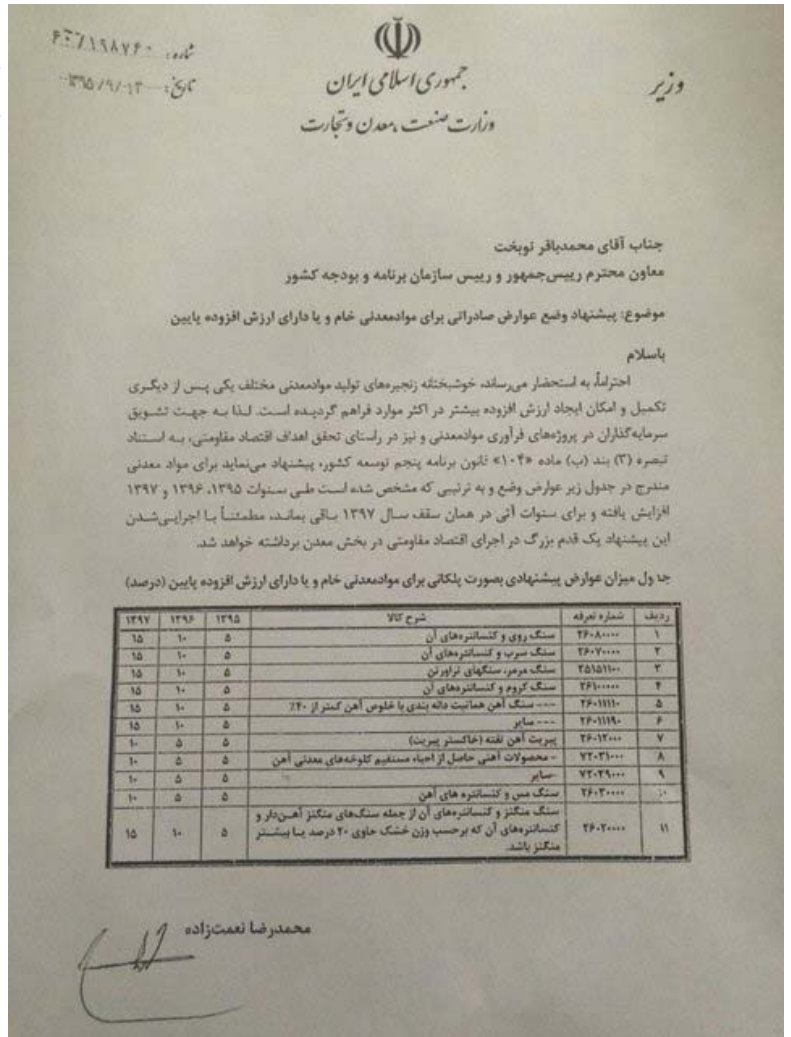 شماره: ۶۰/۱۹۸۷۶۰
تاریخ: ۱۳۹۵/۹/۱۳
جمهوری اسلامی ایران
وزارت صنعت، معدن و تجارت
وزیر
جناب آقای محمدباقر نوبخت
معاون محترم رییس‌جمهور و رییس سازمان برنامه و بودجه کشور
موضوع: پیشنهاد وضع عوارض صادراتی برای موادمعدنی خام و یا دارای ارزش افزوده پایین
باسلام
احتراماً، به استحضار می‌رساند، خوشبختانه زنجیره‌های تولید موادمعدنی مختلف یکی پس از دیگری
تکمیل و امکان ایجاد ارزش افزوده بیشتر در اکثر موارد فراهم گردیده است. لذا به جهت تشویق
سرمایه‌گذاران در پروژه‌های فرآوری موادمعدنی و نیز در راستای تحقق اهداف اقتصاد مقاومتی، به استناد
تبصره (۳) بند (ب) ماده «۱۰۴» قانون برنامه پنجم توسعه کشور، پیشنهاد می‌نماید برای مواد معدنی
مندرج در جدول زیر عوارض وضع و به ترتیبی که مشخص شده است طی سنوات ۱۳۹۵، ۱۳۹۶ و ۱۳۹۷
افزایش یافته و برای سنوات آتی در همان سقف سال ۱۳۹۷ باقی بماند، مطمئناً با اجرایی‌شدن
این پیشنهاد یک قدم بزرگ در اجرای اقتصاد مقاومتی در بخش معدن برداشته خواهد شد.
جدول میزان عوارض پیشنهادی بصورت پلکانی برای موادمعدنی خام و یا دارای ارزش افزوده پایین (درصد)
ردیف شماره تعرفه شرح کالا ۱۳۹۵ ۱۳۹۶ ۱۳۹۷
۱ ۲۶۰۸۰۰۰۰ سنگ روی و کنسانتره‌های آن ۵ ۱۰ ۱۵
۲ ۲۶۰۷۰۰۰۰ سنگ سرب و کنسانتره‌های آن ۵ ۱۰ ۱۵
۳ ۲۵۱۵۱۱۰۰ سنگ مرمر، سنگهای تراورتن ۵ ۱۰ ۱۵
۴ ۲۶۱۰۰۰۰۰ سنگ کروم و کنسانتره‌های آن ۵ ۱۰ ۱۵
۵ ۲۶۰۱۱۱۱۰ --- سنگ آهن هماتیت دانه بندی با خلوص آهن کمتر از ۴۰٪ ۵ ۱۰ ۱۵
۶ ۲۶۰۱۱۱۹۰ --- سایر ۵ ۱۰ ۱۵
۷ ۲۶۰۱۲۰۰۰ پیریت آهن تفته (خاکستر پیریت) ۵ ۵ ۱۰
۸ ۷۲۰۳۱۰۰۰ - محصولات آهنی حاصل از احیاء مستقیم کلوخه‌های معدنی آهن ۵ ۵ ۱۰
۹ ۷۲۰۲۹۰۰۰ -سایر ۵ ۵ ۱۰
۱۰ ۲۶۰۳۰۰۰۰ سنگ مس و کنسانتره های آهن ۵ ۵ ۱۰
سنگ منگنز و کنسانتره‌های آن از جمله سنگ‌های منگنز آهن‌دار و
۱۱ ۲۶۰۲۰۰۰۰ کنسانتره‌های آن که برحسب وزن خشک حاوی ۲۰ درصد یا بیشتر ۵ ۱۰ ۱۵
منگنز باشد.
محمدرضا نعمت‌زاده